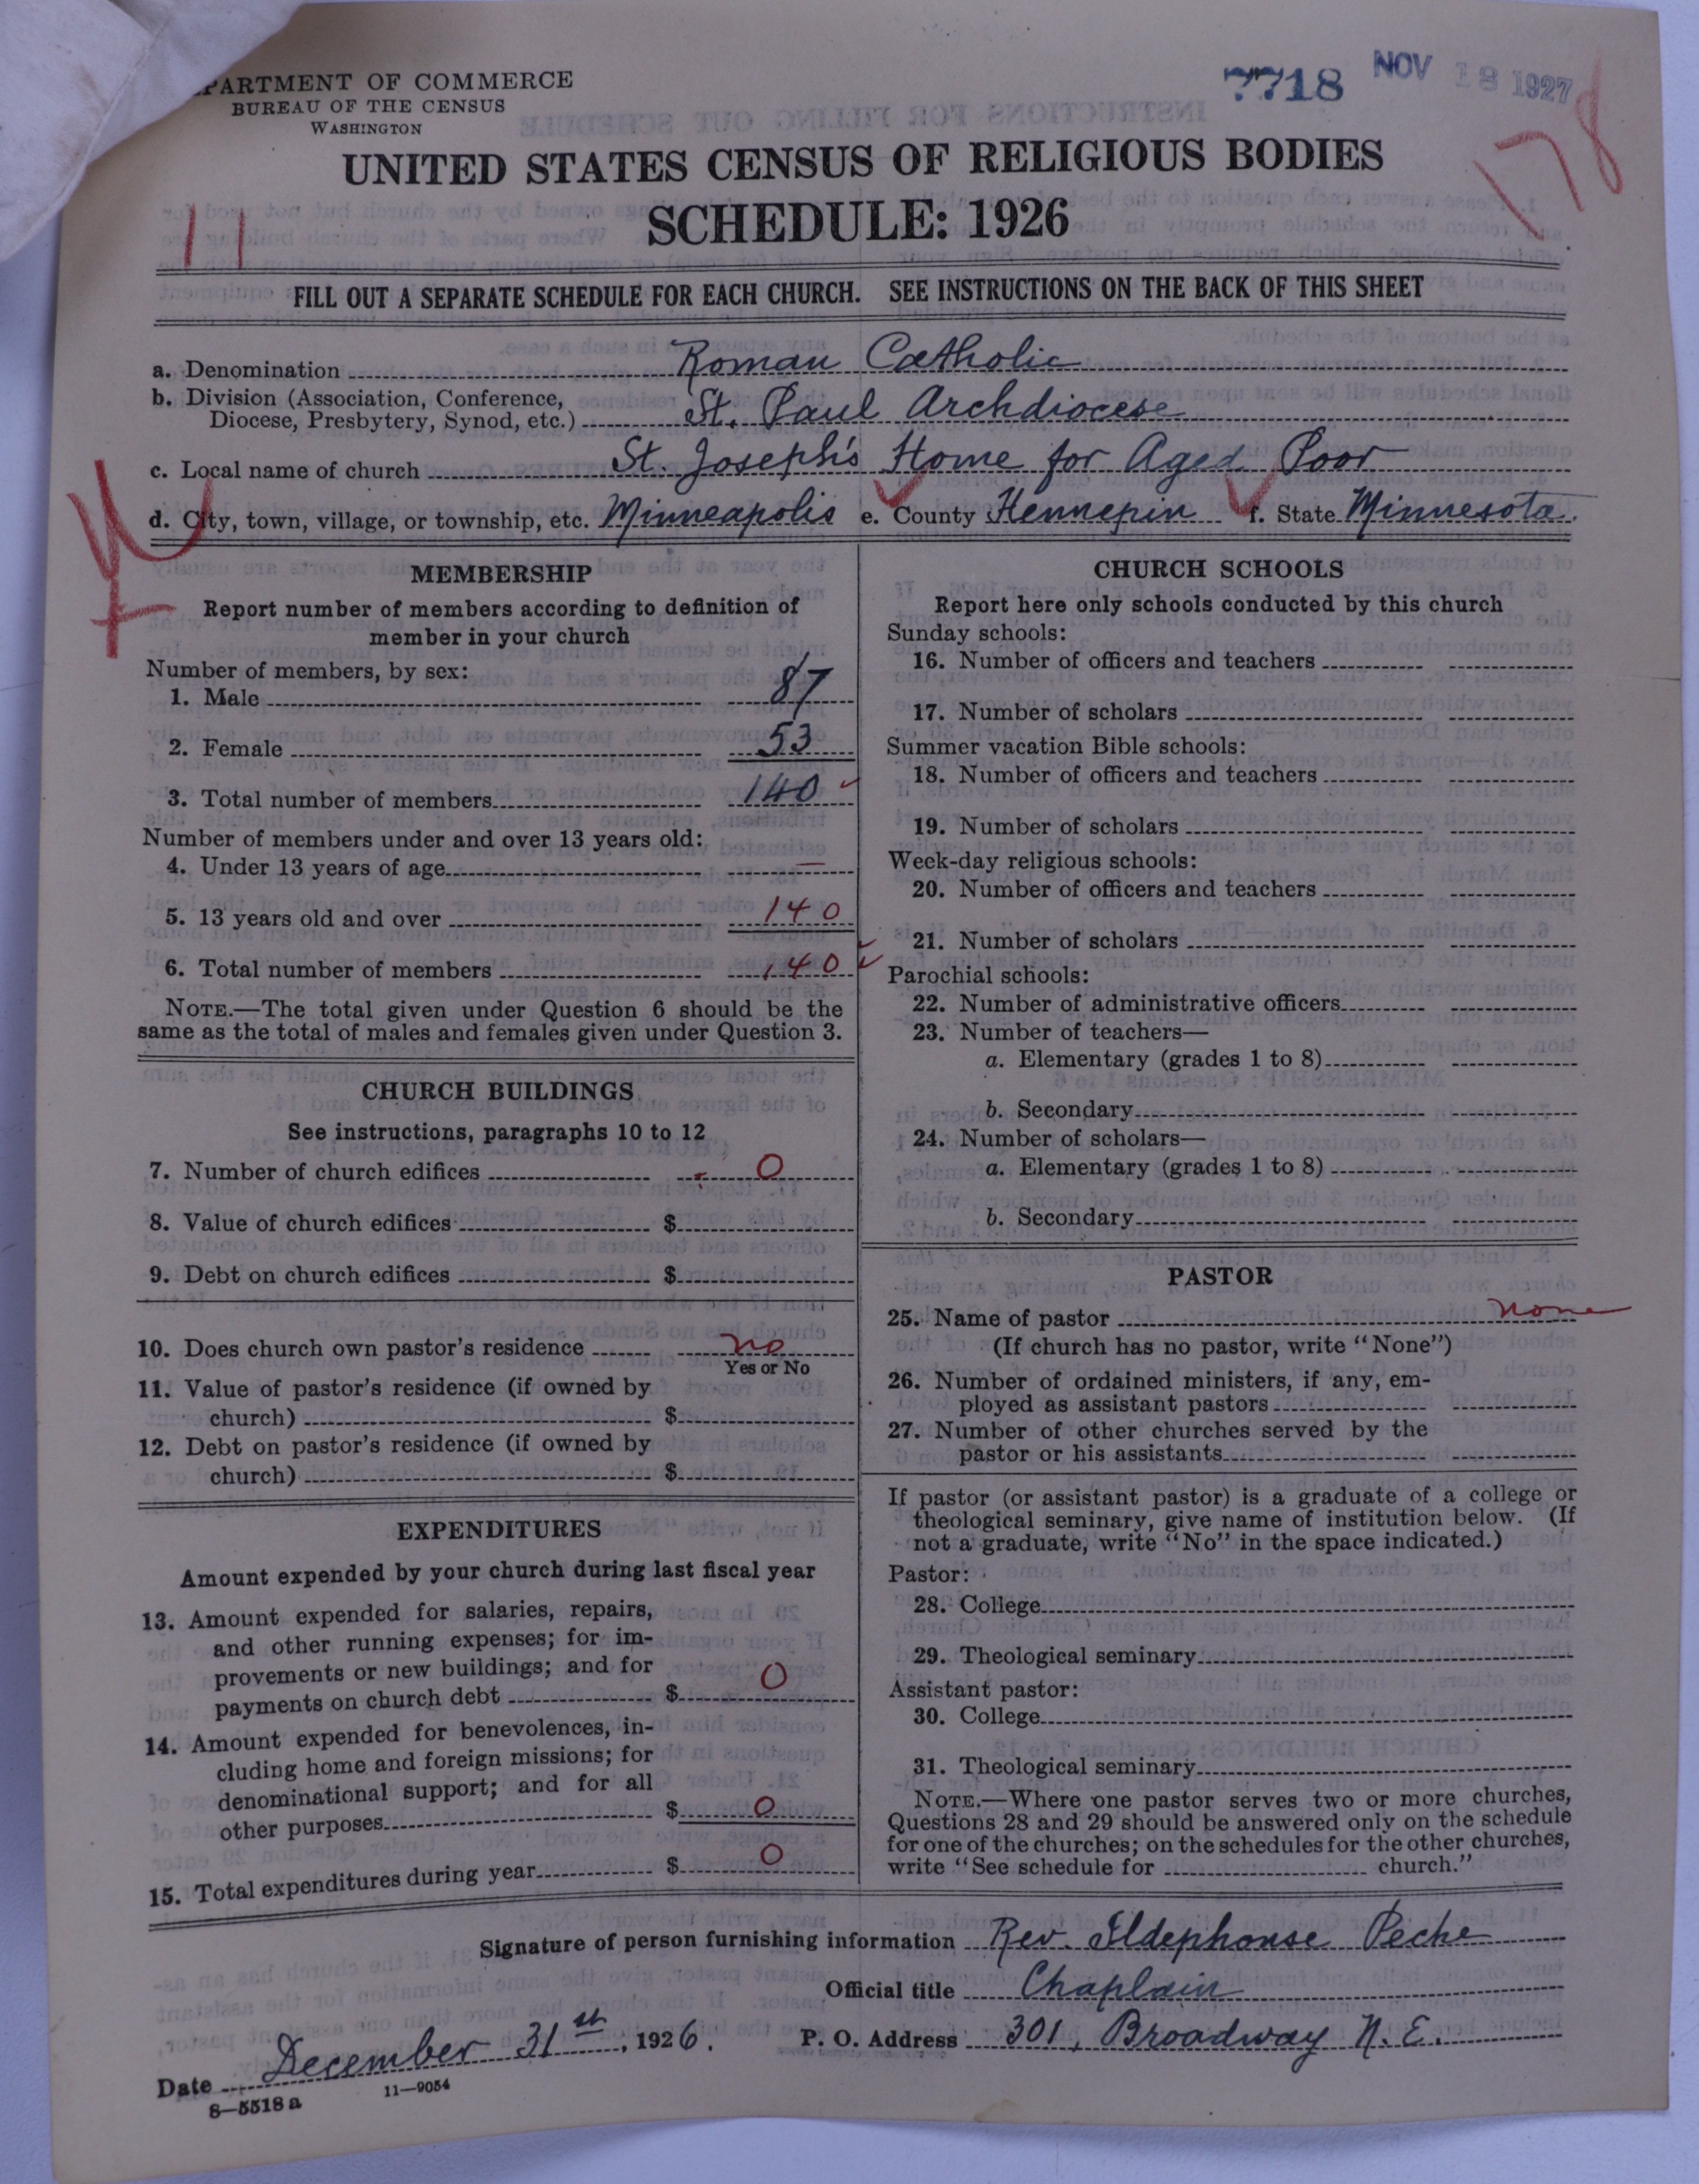 PARTMENT OF COMMERCE
BUREAU OF THE CENSUS
WASHINGTON
7718 NOV 18 1927
178
UNITED STATES CENSUS OF RELIGIOUS BODIES
11
SCHEDULE: 1926
FILL OUT A SEPARATE SCHEDULE FOR EACH CHURCH. SEE INSTRUCTIONS ON THE BACK OF THIS SHEET
a. Denomination Roman Catholic
b. Division (Association, Conference,
Diocese, Presbytery, Synod, etc.) St. Paul Archdiocese
c. Local name of church St. Joseph's Home for Aged Poor
d. City, town, village, or township, etc. Minneapolis e. County Hennepin f. State Minnesota.
MEMBERSHIP
Report number of members according to definition of
member in your church
Number of members, by sex:
1. Male 87
2. Female 53
3. Total number of members 140
Number of members under and over 13 years old:
4. Under 13 years of age —
5. 13 years old and over 140
6. Total number of members 140
NOTE.—The total given under Question 6 should be the
same as the total of males and females given under Question 3.
CHURCH BUILDINGS
See instructions, paragraphs 10 to 12
7. Number of church edifices 0
8. Value of church edifices $
9. Debt on church edifices $
10. Does church own pastor's residence no
Yes or No
11. Value of pastor's residence (if owned by
church) $
12. Debt on pastor's residence (if owned by
church) $
EXPENDITURES
Amount expended by your church during last fiscal year
13. Amount expended for salaries, repairs,
and other running expenses; for im-
provements or new buildings; and for
payments on church debt $ 0
14. Amount expended for benevolences, in-
cluding home and foreign missions; for
denominational support; and for all
other purposes $ 0
15. Total expenditures during year $ 0
CHURCH SCHOOLS
Report here only schools conducted by this church
Sunday schools:
16. Number of officers and teachers
17. Number of scholars
Summer vacation Bible schools:
18. Number of officers and teachers
19. Number of scholars
Week-day religious schools:
20. Number of officers and teachers
21. Number of scholars
Parochial schools:
22. Number of administrative officers
23. Number of teachers—
a. Elementary (grades 1 to 8)
b. Secondary
24. Number of scholars—
a. Elementary (grades 1 to 8)
b. Secondary
PASTOR
25. Name of pastor none
(If church has no pastor, write "None")
26. Number of ordained ministers, if any, em-
ployed as assistant pastors
27. Number of other churches served by the
pastor or his assistants
If pastor (or assistant pastor) is a graduate of a college or
theological seminary, give name of institution below. (If
not a graduate, write "No" in the space indicated.)
Pastor:
28. College
29. Theological seminary
Assistant pastor:
30. College
31. Theological seminary
NOTE.—Where one pastor serves two or more churches,
Questions 28 and 29 should be answered only on the schedule
for one of the churches; on the schedules for the other churches,
write "See schedule for church."
Signature of person furnishing information Rev. Ildephonse Peche
Official title Chaplain
Date December 31st, 1926. P. O. Address 301, Broadway N. E.
8—5518 a 11—9054